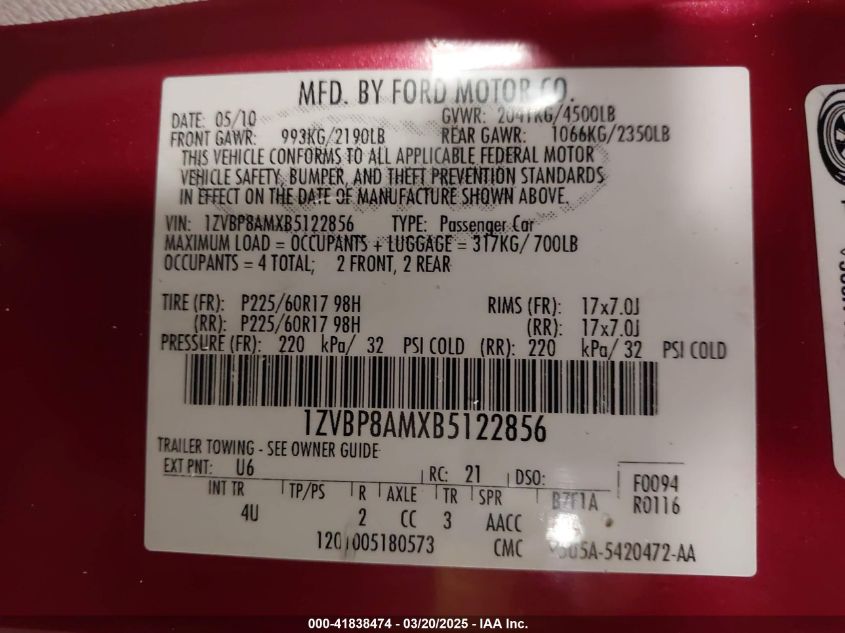 MFD. BY FORD MOTOR CO.
DATE: 05/10 GVWR: 2041KG/4500LB
FRONT GAWR: 993KG/2190LB REAR GAWR: 1066KG/2350LB
THIS VEHICLE CONFORMS TO ALL APPLICABLE FEDERAL MOTOR
VEHICLE SAFETY, BUMPER, AND THEFT PREVENTION STANDARDS
IN EFFECT ON THE DATE OF MANUFACTURE SHOWN ABOVE.
VIN: 1ZVBP8AMXB5122856 TYPE: Passenger Car
MAXIMUM LOAD = OCCUPANTS + LUGGAGE = 317KG/ 700LB
OCCUPANTS = 4 TOTAL; 2 FRONT, 2 REAR
TIRE (FR): P225/60R17 98H RIMS (FR): 17x7.0J
(RR): P225/60R17 98H (RR): 17x7.0J
PRESSURE (FR): 220 kPa/ 32 PSI COLD (RR): 220 kPa/ 32 PSI COLD
1ZVBP8AMXB5122856
TRAILER TOWING - SEE OWNER GUIDE
EXT PNT: U6 RC: 21 DSO: F0094
INT TR TP/PS R AXLE TR SPR B7F1A R0116
4U 2 CC 3 AACC
CMC
000-41838474 — 03/20/2025 — IAA Inc.